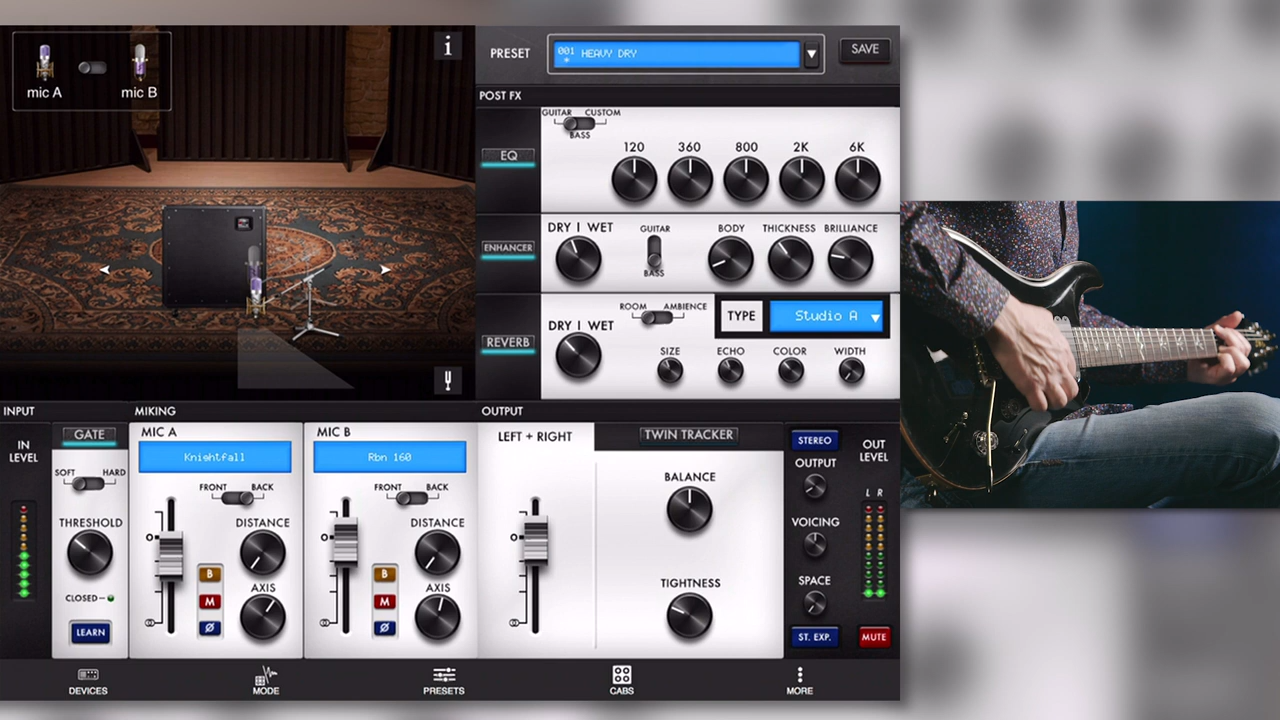 mic A
mic B
i
PRESET
001 HEAVY DRY
*
SAVE
POST FX
GUITAR
CUSTOM
BASS
EQ
120
360
800
2K
6K
ENHANCER
DRY | WET
GUITAR
BASS
BODY
THICKNESS
BRILLIANCE
REVERB
DRY | WET
ROOM
AMBIENCE
TYPE
Studio A
SIZE
ECHO
COLOR
WIDTH
INPUT
MIKING
OUTPUT
IN
LEVEL
GATE
SOFT
HARD
THRESHOLD
CLOSED
LEARN
MIC A
Knightfall
FRONT
BACK
DISTANCE
B
AXIS
M
Ø
MIC B
Rbn 160
FRONT
BACK
DISTANCE
B
AXIS
M
Ø
LEFT + RIGHT
TWIN TRACKER
BALANCE
TIGHTNESS
STEREO
OUTPUT
VOICING
SPACE
ST. EXP.
OUT
LEVEL
L R
MUTE
DEVICES
MODE
PRESETS
CABS
MORE